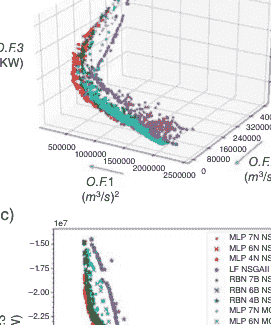 O.F.3
KW)
500000
1000000
1500000
2000000
2500000
0
80000
160000
240000
320000
400
O.F.1
(m³/s)²
O.F.
(m³/s
c)
1e7
−1.50
−1.75
−2.00
−2.25
MLP 7N NS
MLP 6N NS
MLP 4N NS
LF NSGAII
RBN 7B NS
RBN 6B NS
RBN 4B NS
MLP 7N MO
MLP 6N MO